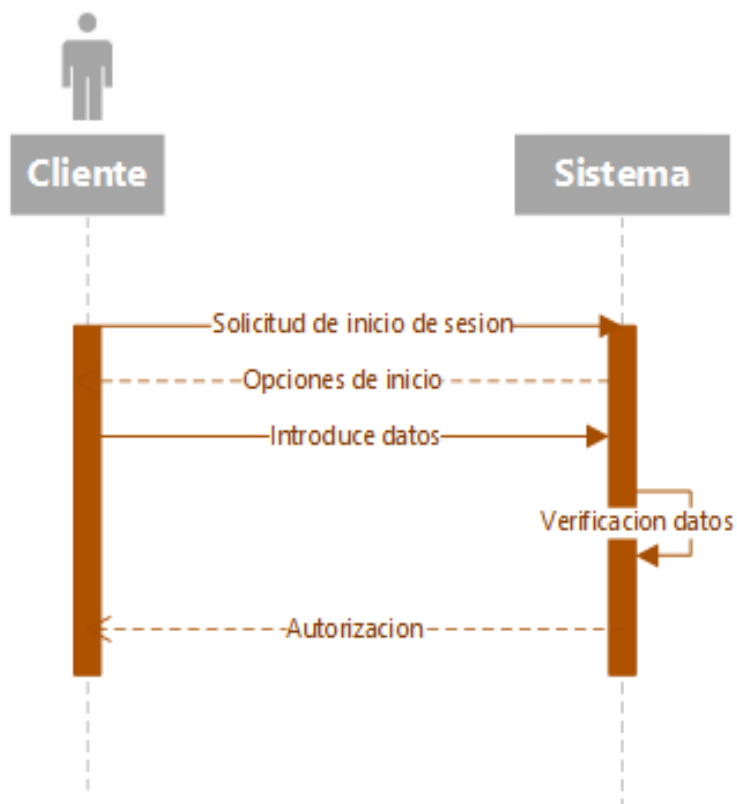 Cliente
Sistema
Solicitud de inicio de sesion
Opciones de inicio
Introduce datos
Verificacion datos
Autorizacion